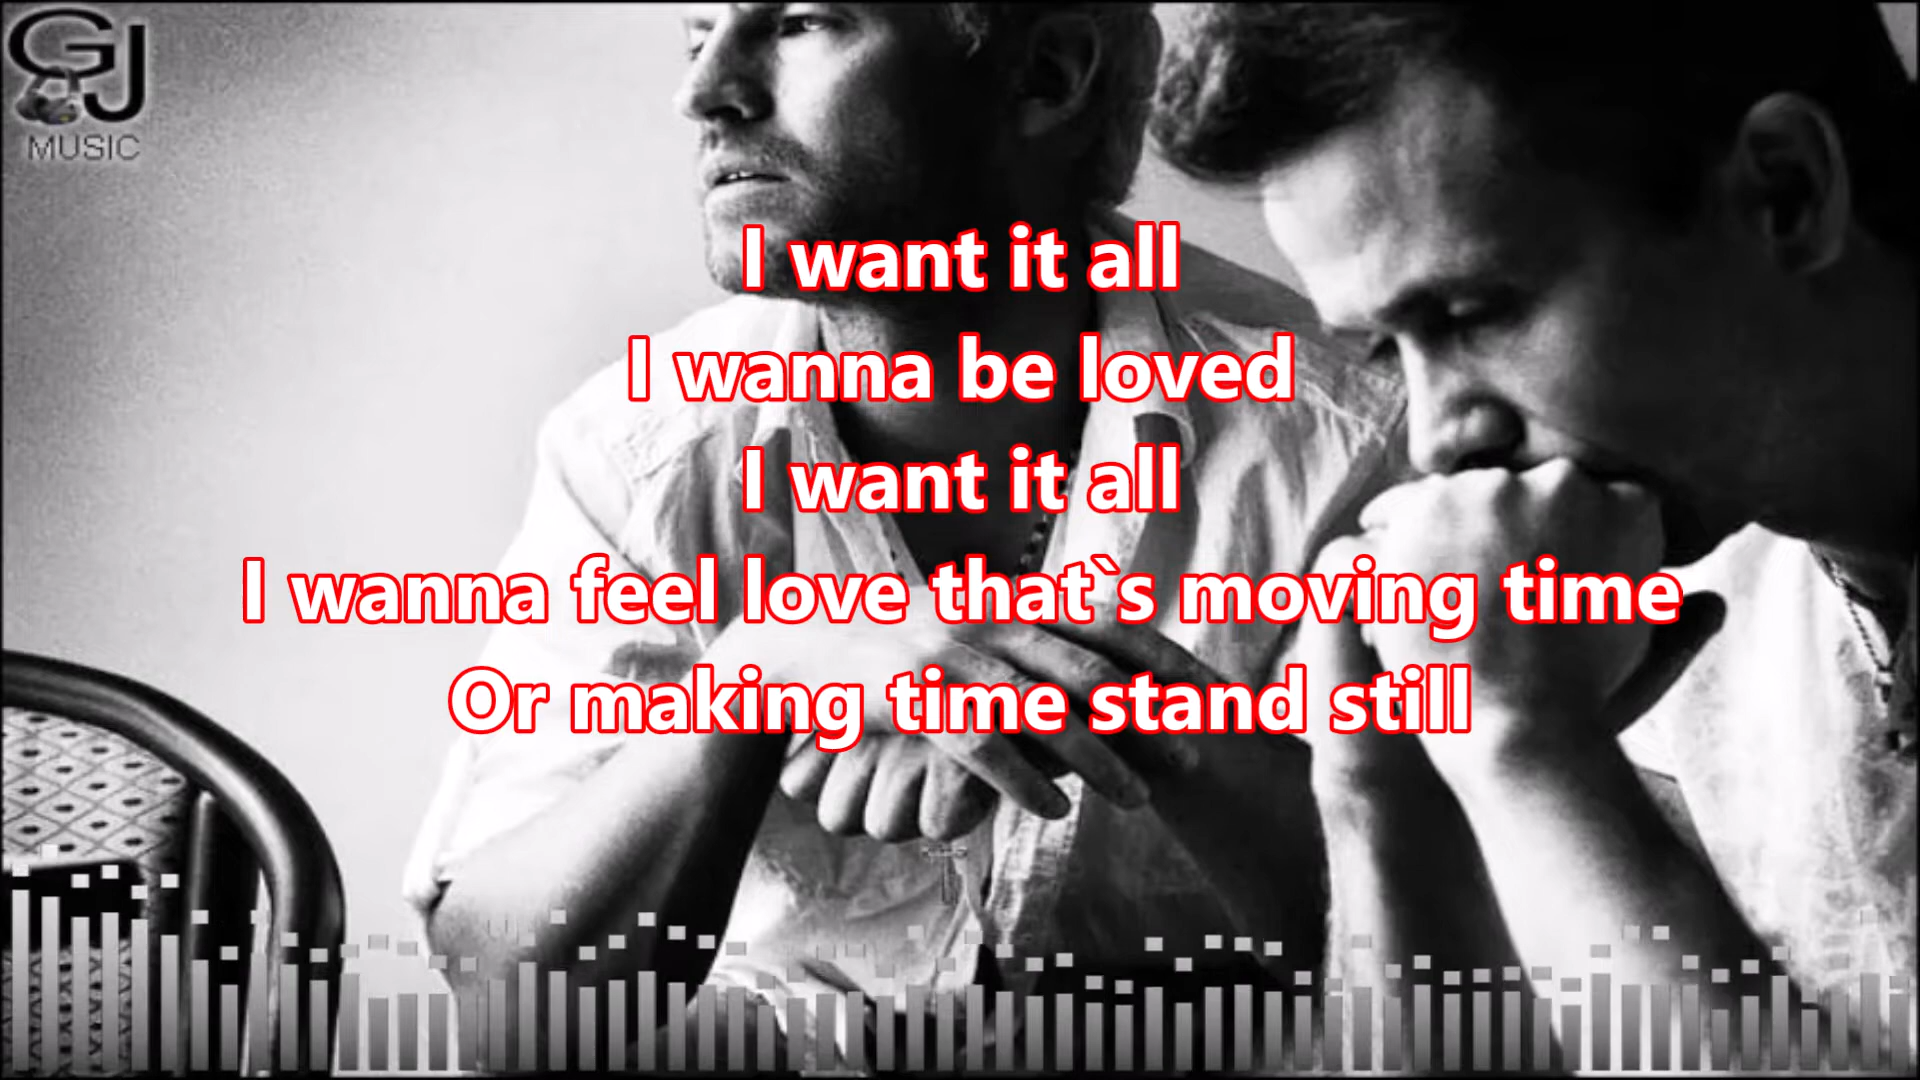 GJ
MUSIC
I want it all
I wanna be loved
I want it all
I wanna feel love that`s moving time
Or making time stand still